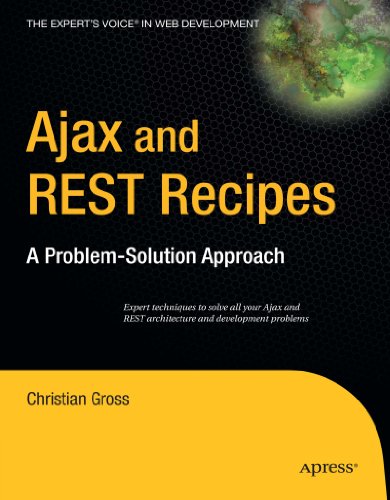 THE EXPERT'S VOICE® IN WEB DEVELOPMENT
Ajax and
REST Recipes
A Problem-Solution Approach
Expert techniques to solve all your Ajax and
REST architecture and development problems
Christian Gross
Apress®